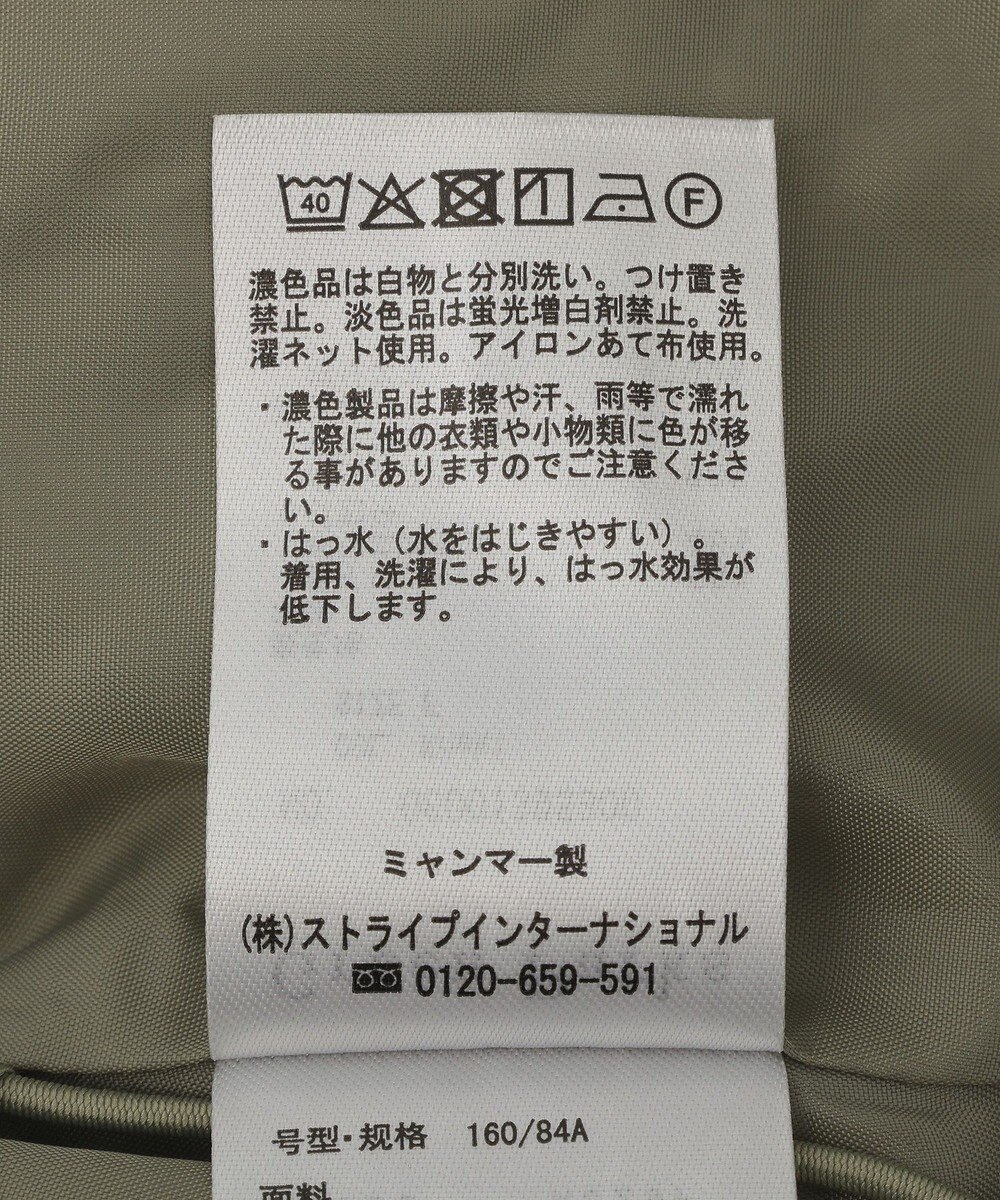 40 F
濃色品は白物と分別洗い。つけ置き
禁止。淡色品は蛍光増白剤禁止。洗
濯ネット使用。アイロンあて布使用。
・濃色製品は摩擦や汗、雨等で濡れ
た際に他の衣類や小物類に色が移
る事がありますのでご注意くださ
い。
・はっ水（水をはじきやすい）。
着用、洗濯により、はっ水効果が
低下します。
ミャンマー製
(株)ストライプインターナショナル
0120-659-591
号型·规格 160/84A
面料